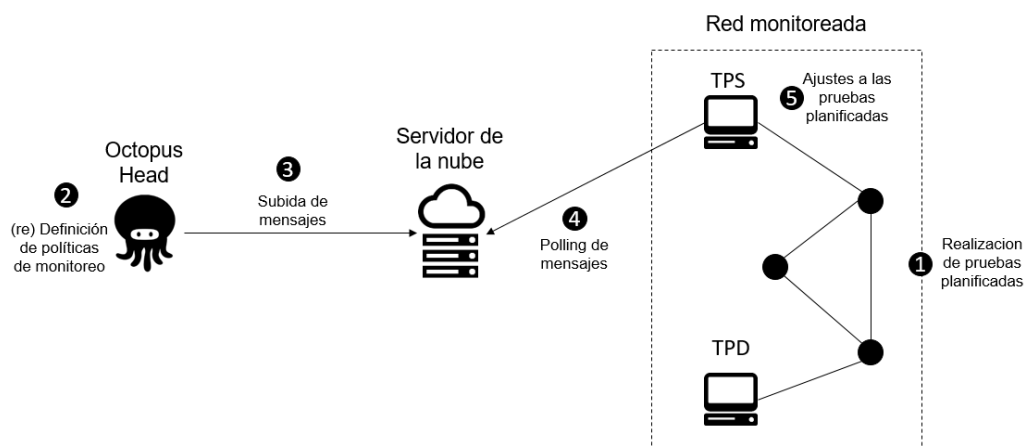 Red monitoreada
TPS
5
Ajustes a las
pruebas
planificadas
Servidor de
la nube
Octopus
Head
3
Subida de
mensajes
2
(re) Definición
de políticas
de monitoreo
4
Polling de
mensajes
1
Realizacion
de pruebas
planificadas
TPD